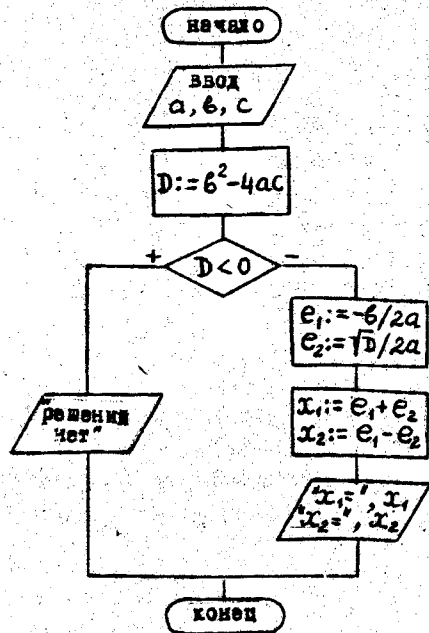 начало
ввод
a, в, c
D:=в²-4ac
+
D<0
-
e₁:=-в/2a
e₂:=√D/2a
"решений
нет"
x₁:=e₁+e₂
x₂:=e₁-e₂
"x₁=", x₁
"x₂=", x₂
конец